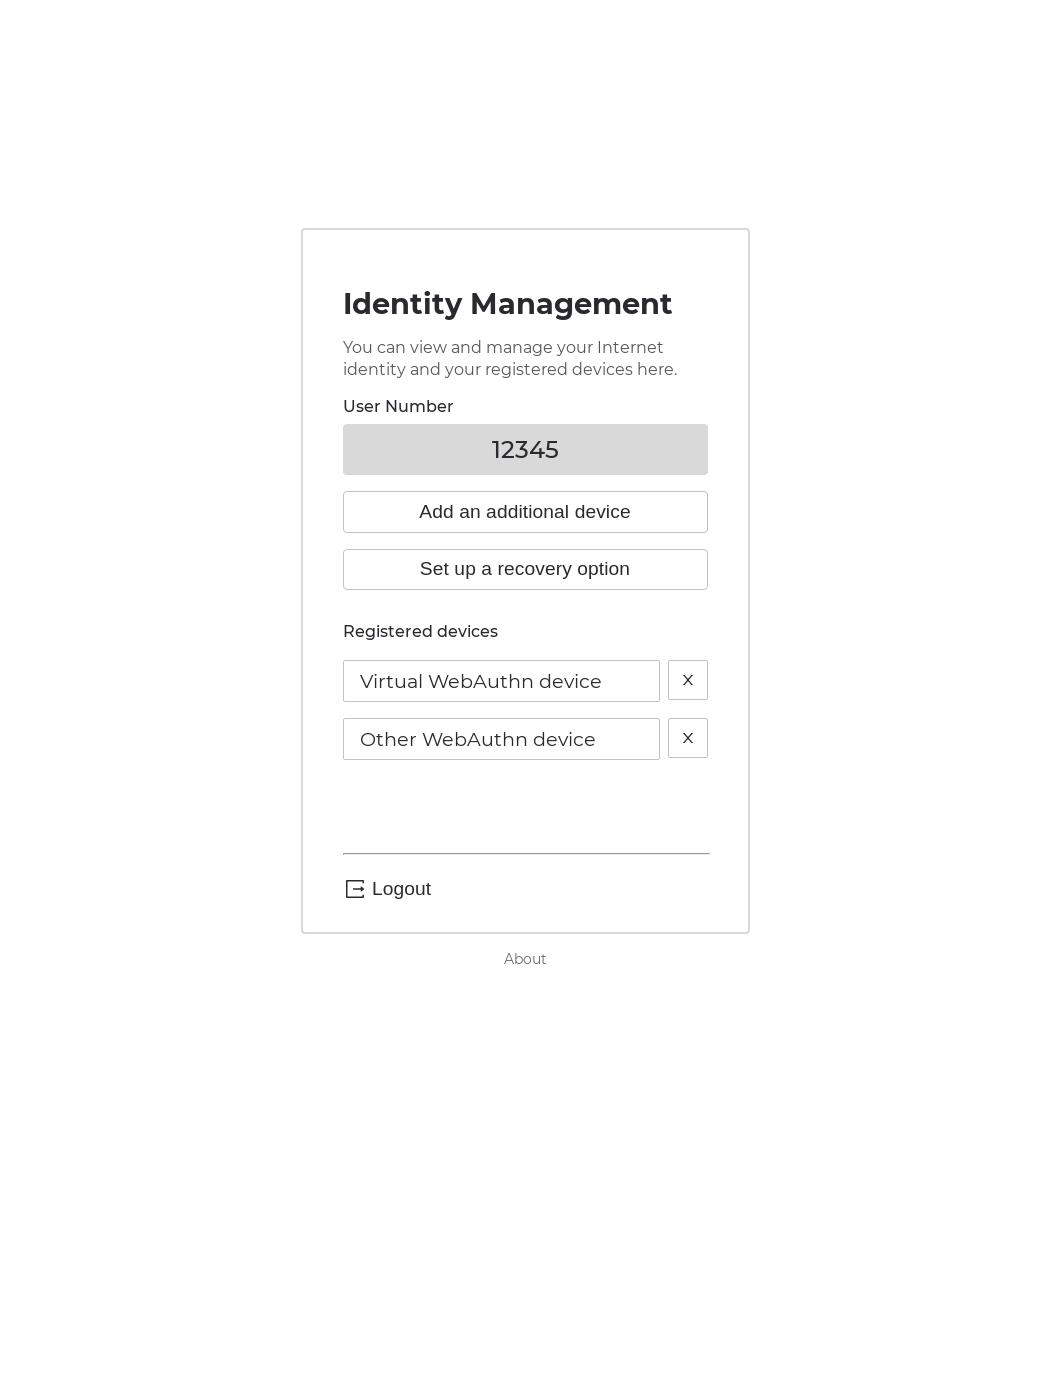 Identity Management
You can view and manage your Internet
identity and your registered devices here.
User Number
12345
Add an additional device
Set up a recovery option
Registered devices
Virtual WebAuthn device X
Other WebAuthn device X
Logout
About